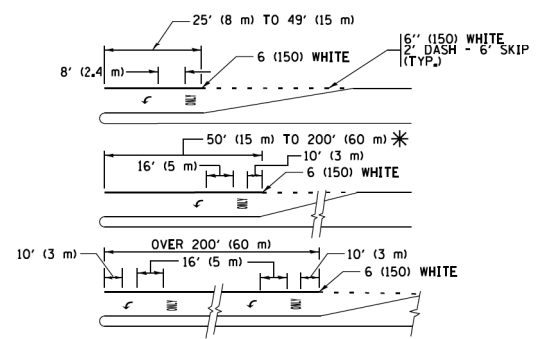 25' (8 m) TO 49' (15 m)
6'' (150) WHITE
2' DASH - 6' SKIP
(TYP.)
6 (150) WHITE
8' (2.4 m)
ONLY
50' (15 m) TO 200' (60 m) *
16' (5 m)
10' (3 m)
6 (150) WHITE
ONLY
OVER 200' (60 m)
10' (3 m)
16' (5 m)
10' (3 m)
6 (150) WHITE
ONLY
ONLY